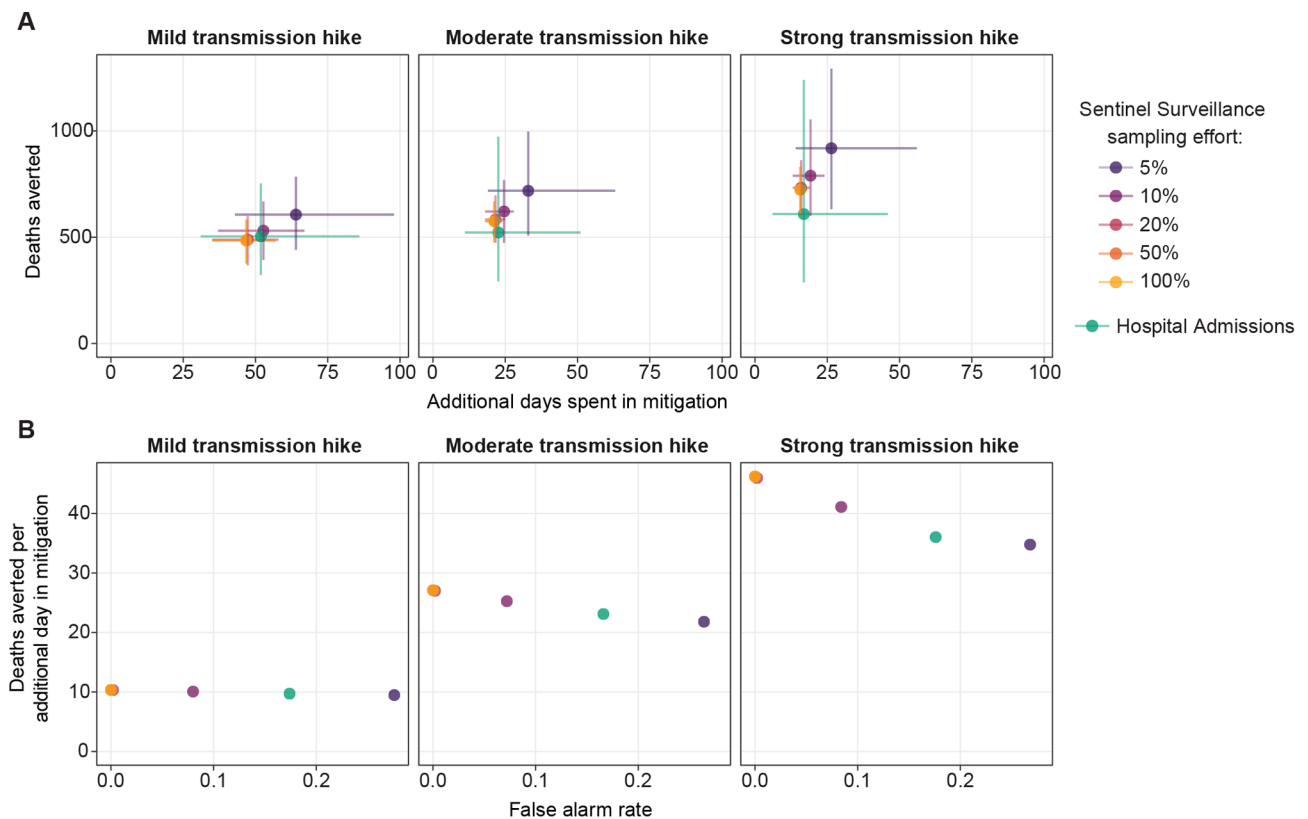 A
Mild transmission hike
Moderate transmission hike
Strong transmission hike
Deaths averted
1000
500
0
0 25 50 75 100
0 25 50 75 100
0 25 50 75 100
Additional days spent in mitigation
Sentinel Surveillance
sampling effort:
5%
10%
20%
50%
100%
Hospital Admissions
B
Mild transmission hike
Moderate transmission hike
Strong transmission hike
Deaths averted per
additional day in mitigation
40
30
20
10
0
0.0 0.1 0.2
0.0 0.1 0.2
0.0 0.1 0.2
False alarm rate